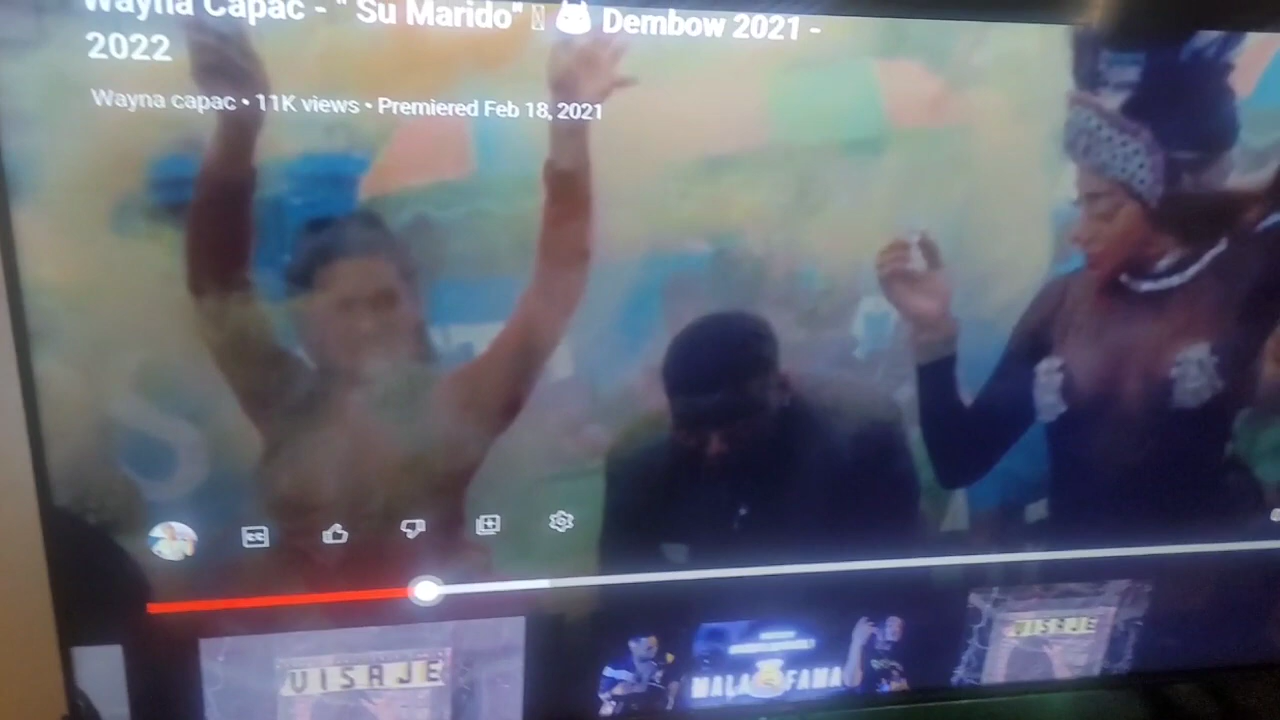 Wayna Capac - " Su Marido" Dembow 2021 -
2022
Wayna capac • 11K views • Premiered Feb 18, 2021
S
CC
VISAJE
MALA FAMA
VISAJE